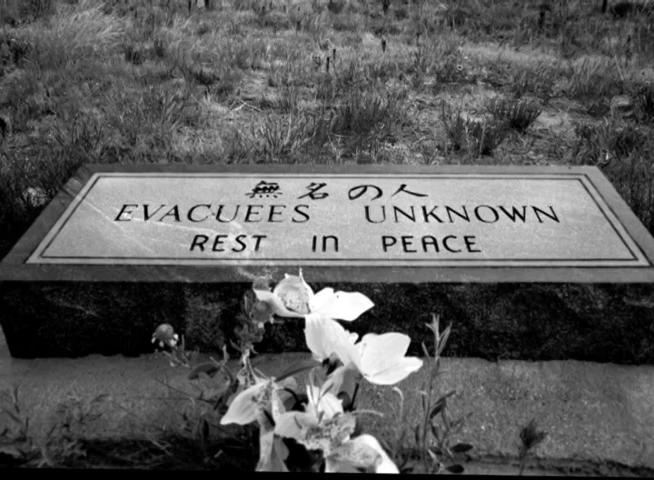 無名の人
EVACUEES UNKNOWN
REST in PEACE